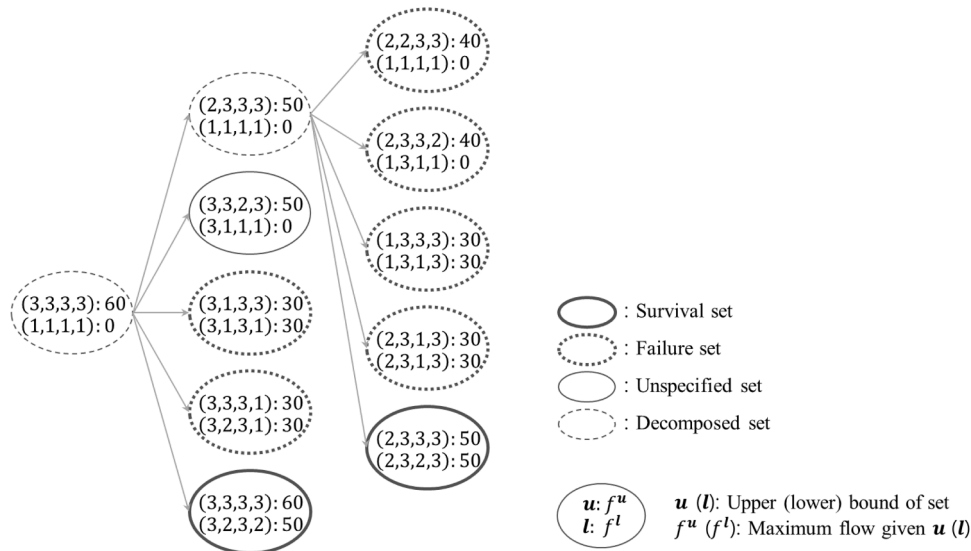 (3,3,3,3): 60
(1,1,1,1): 0
(2,3,3,3): 50
(1,1,1,1): 0
(3,3,2,3): 50
(3,1,1,1): 0
(3,1,3,3): 30
(3,1,3,1): 30
(3,3,3,1): 30
(3,2,3,1): 30
(3,3,3,3): 60
(3,2,3,2): 50
(2,2,3,3): 40
(1,1,1,1): 0
(2,3,3,2): 40
(1,3,1,1): 0
(1,3,3,3): 30
(1,3,1,3): 30
(2,3,1,3): 30
(2,3,1,3): 30
(2,3,3,3): 50
(2,3,2,3): 50
: Survival set
: Failure set
: Unspecified set
: Decomposed set
u: f^u
l: f^l
u (l): Upper (lower) bound of set
f^u (f^l): Maximum flow given u (l)